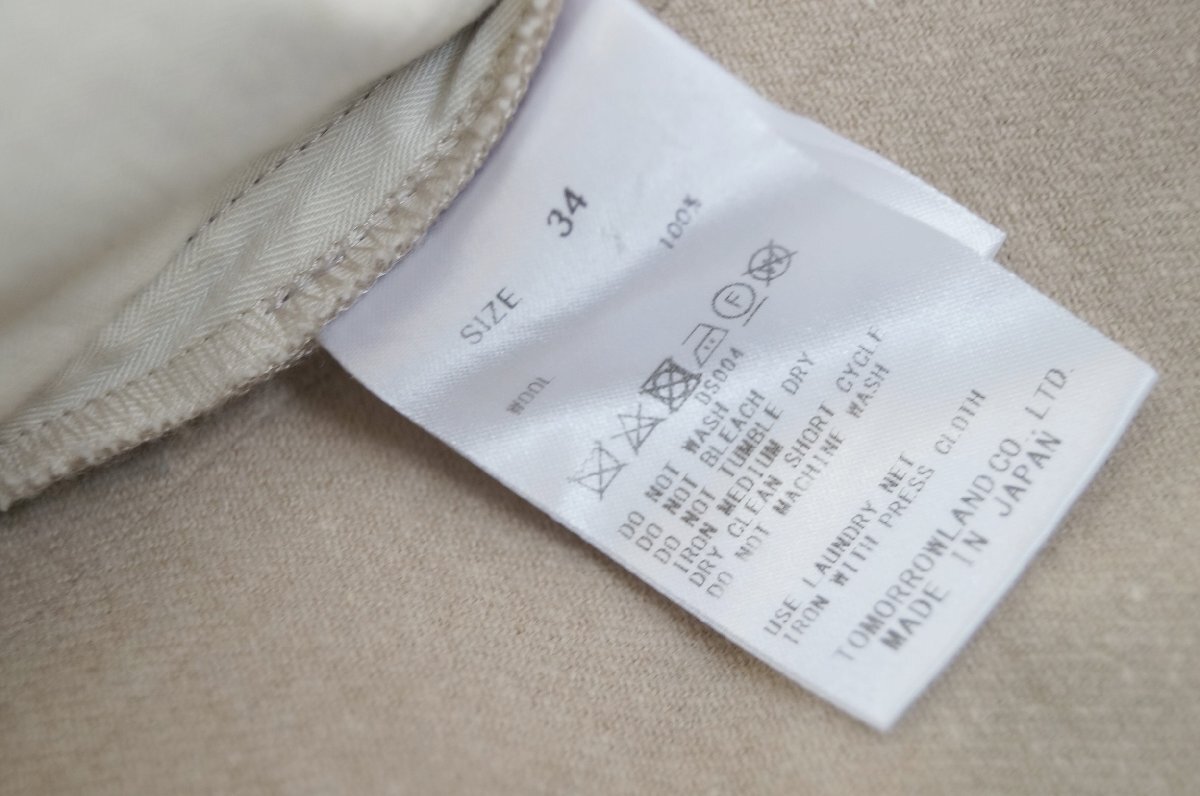 SIZE 34
WOOL 100%
F
DS004
DO NOT WASH
DO NOT BLEACH
DO NOT TUMBLE DRY
IRON MEDIUM
DRY CLEAN SHORT CYCLE
DO NOT MACHINE WASH
USE LAUNDRY NET
IRON WITH PRESS CLOTH
TOMORROWLAND CO.,LTD.
MADE IN JAPAN